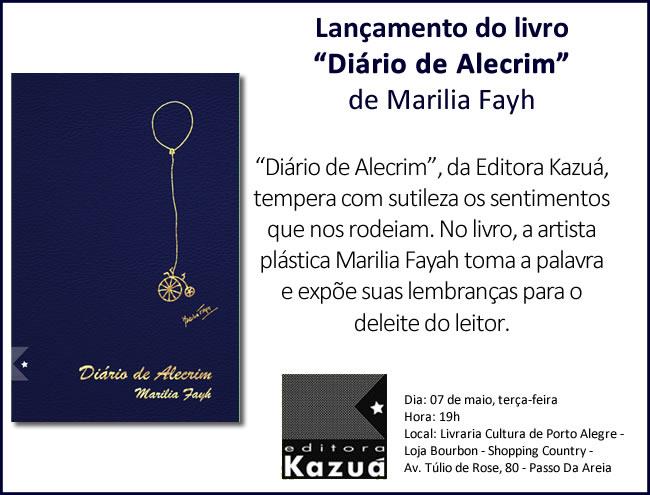 Lançamento do livro
“Diário de Alecrim”
de Marilia Fayh
“Diário de Alecrim”, da Editora Kazuá,
tempera com sutileza os sentimentos
que nos rodeiam. No livro, a artista
plástica Marilia Fayah toma a palavra
e expõe suas lembranças para o
deleite do leitor.
Marilia Fayh
Diário de Alecrim
Marilia Fayh
editora
Kazuá
Dia: 07 de maio, terça-feira
Hora: 19h
Local: Livraria Cultura de Porto Alegre -
Loja Bourbon - Shopping Country -
Av. Túlio de Rose, 80 - Passo Da Areia